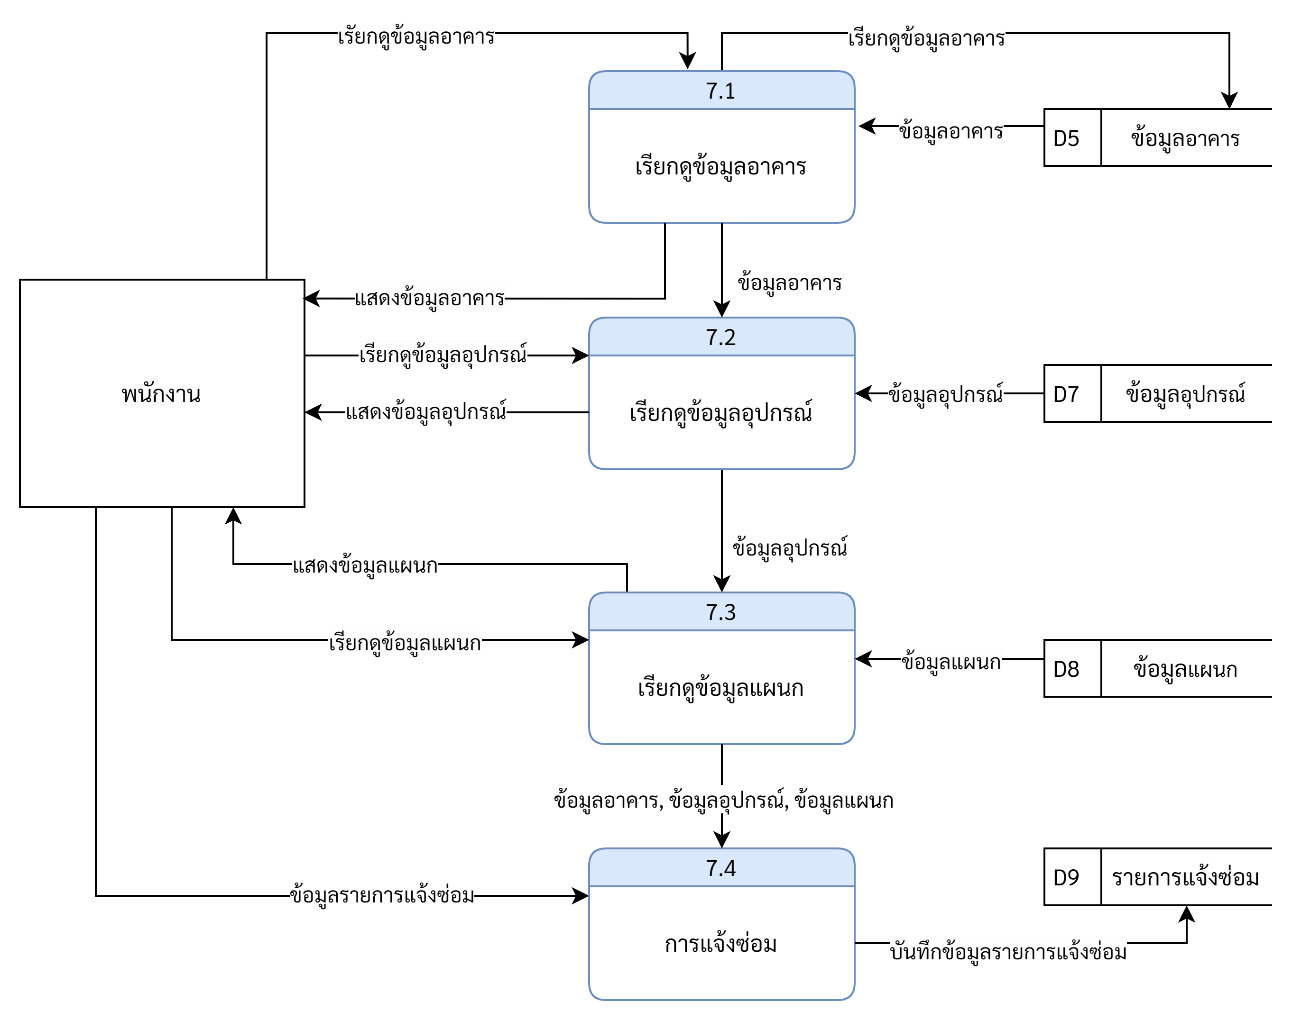 เรียกดูข้อมูลอาคาร
เรียกดูข้อมูลอาคาร
7.1
เรียกดูข้อมูลอาคาร
ข้อมูลอาคาร
D5
ข้อมูลอาคาร
แสดงข้อมูลอาคาร
ข้อมูลอาคาร
พนักงาน
เรียกดูข้อมูลอุปกรณ์
แสดงข้อมูลอุปกรณ์
7.2
เรียกดูข้อมูลอุปกรณ์
ข้อมูลอุปกรณ์
D7
ข้อมูลอุปกรณ์
ข้อมูลอุปกรณ์
แสดงข้อมูลแผนก
เรียกดูข้อมูลแผนก
7.3
เรียกดูข้อมูลแผนก
ข้อมูลแผนก
D8
ข้อมูลแผนก
ข้อมูลอาคาร, ข้อมูลอุปกรณ์, ข้อมูลแผนก
ข้อมูลรายการแจ้งซ่อม
7.4
การแจ้งซ่อม
D9
รายการแจ้งซ่อม
บันทึกข้อมูลรายการแจ้งซ่อม